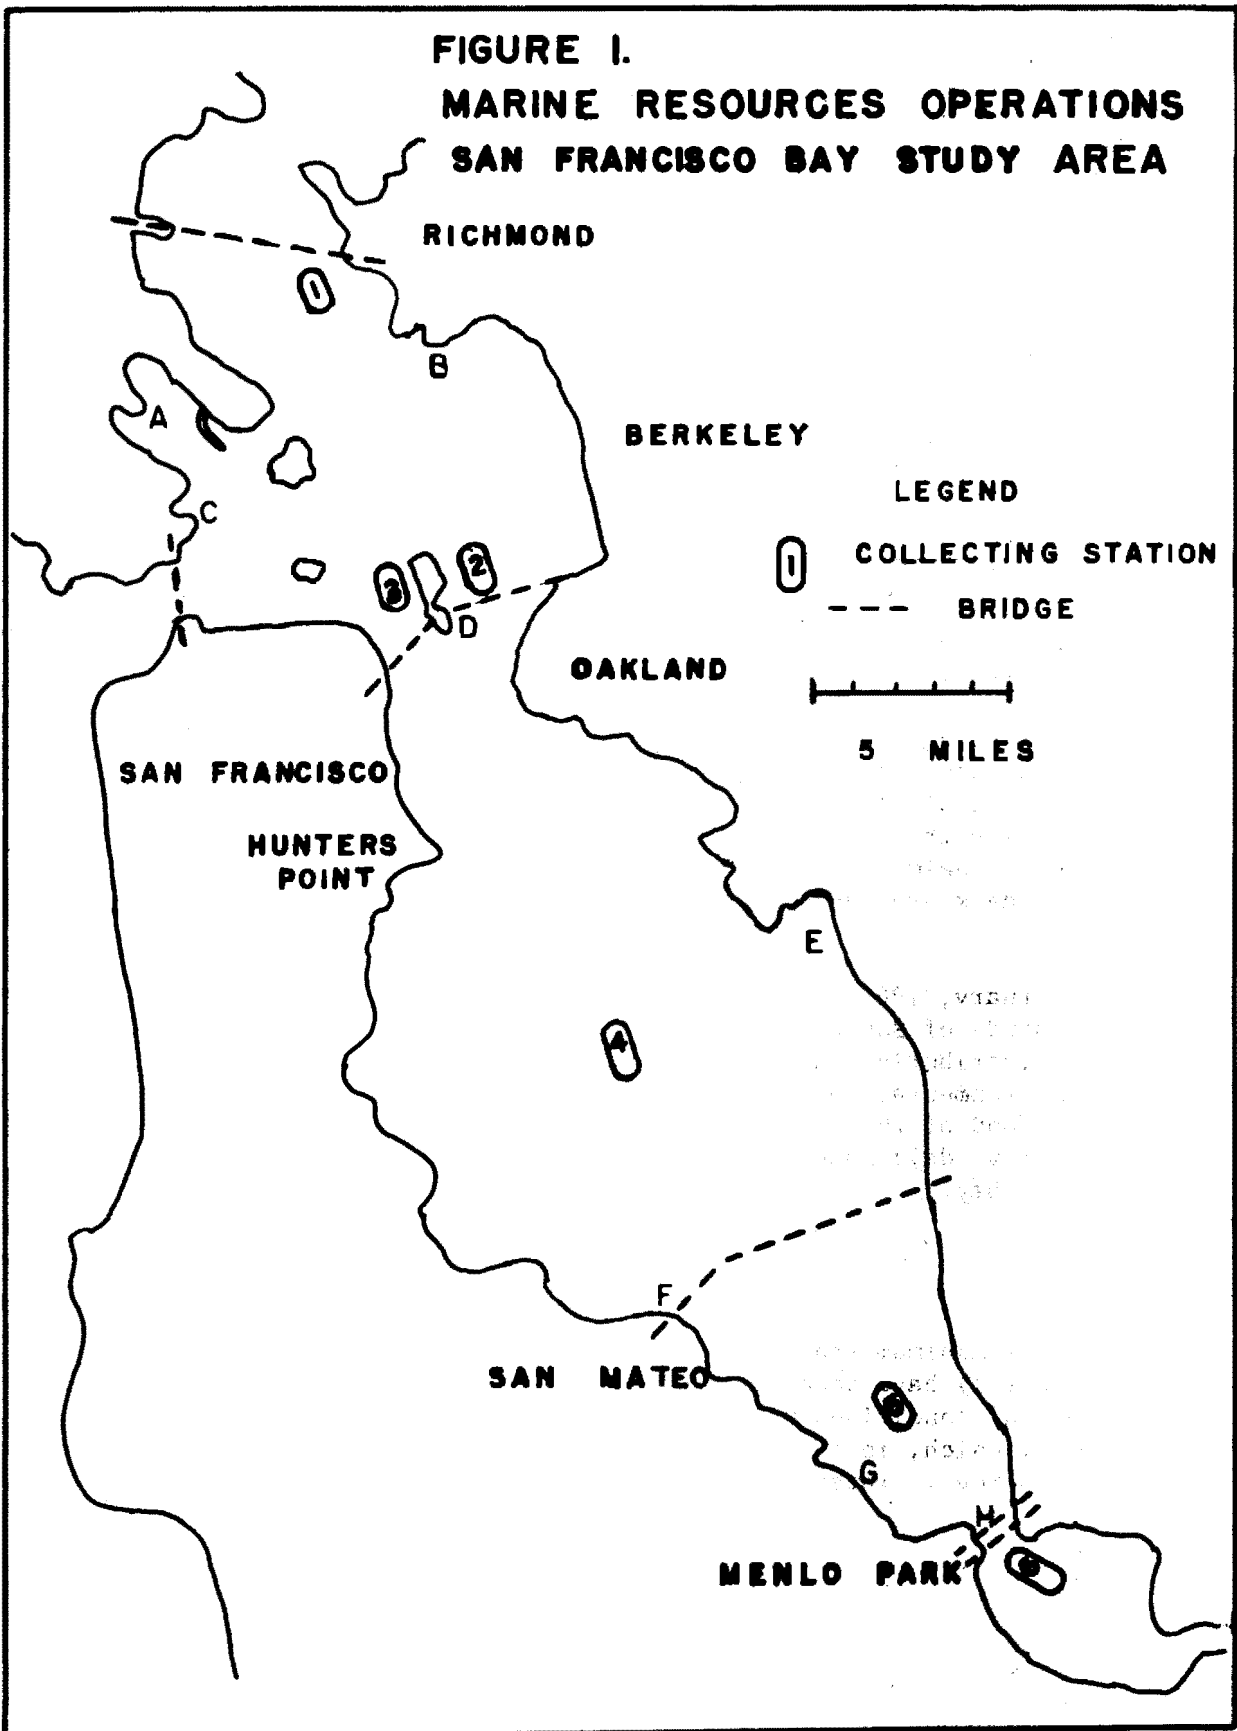 FIGURE 1.
MARINE RESOURCES OPERATIONS
SAN FRANCISCO BAY STUDY AREA
RICHMOND
1
B
A
BERKELEY
LEGEND
C
1 COLLECTING STATION
3
2
--- BRIDGE
D
OAKLAND
5 MILES
SAN FRANCISCO
HUNTERS
POINT
E
4
F
SAN MATEO
G
H
MENLO PARK